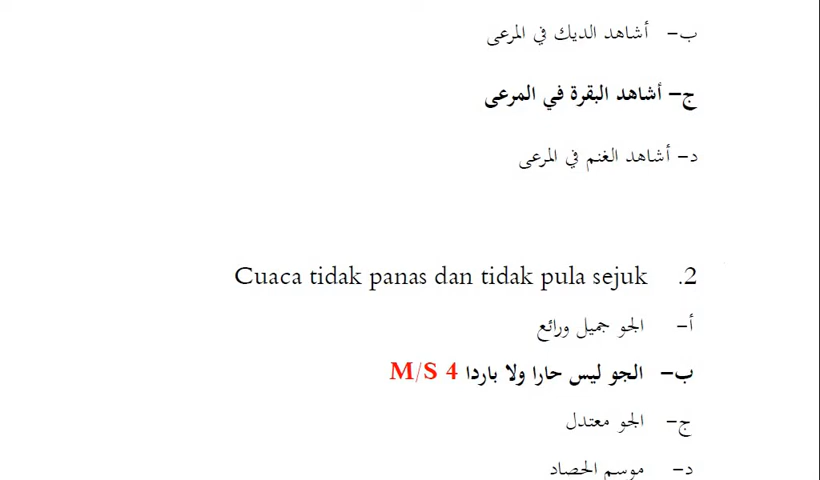 ب- أشاهد الديك في المرعى
ج- أشاهد البقرة في المرعى
د- أشاهد الغنم في المرعى
2. Cuaca tidak panas dan tidak pula sejuk
أ- الجو جميل ورائع
ب- الجو ليس حارا ولا باردا M/S 4
ج- الجو معتدل
د- موسم الحصاد